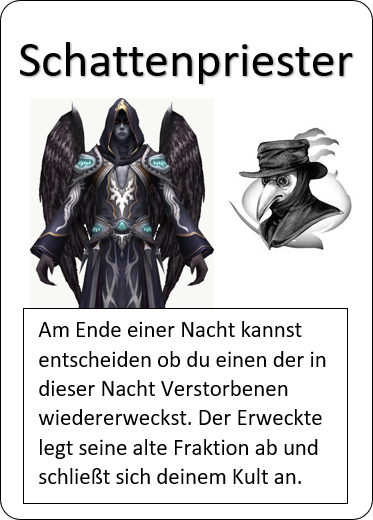 Schattenpriester
Am Ende einer Nacht kannst
entscheiden ob du einen der in
dieser Nacht Verstorbenen
wiedererweckst. Der Erweckte
legt seine alte Fraktion ab und
schließt sich deinem Kult an.